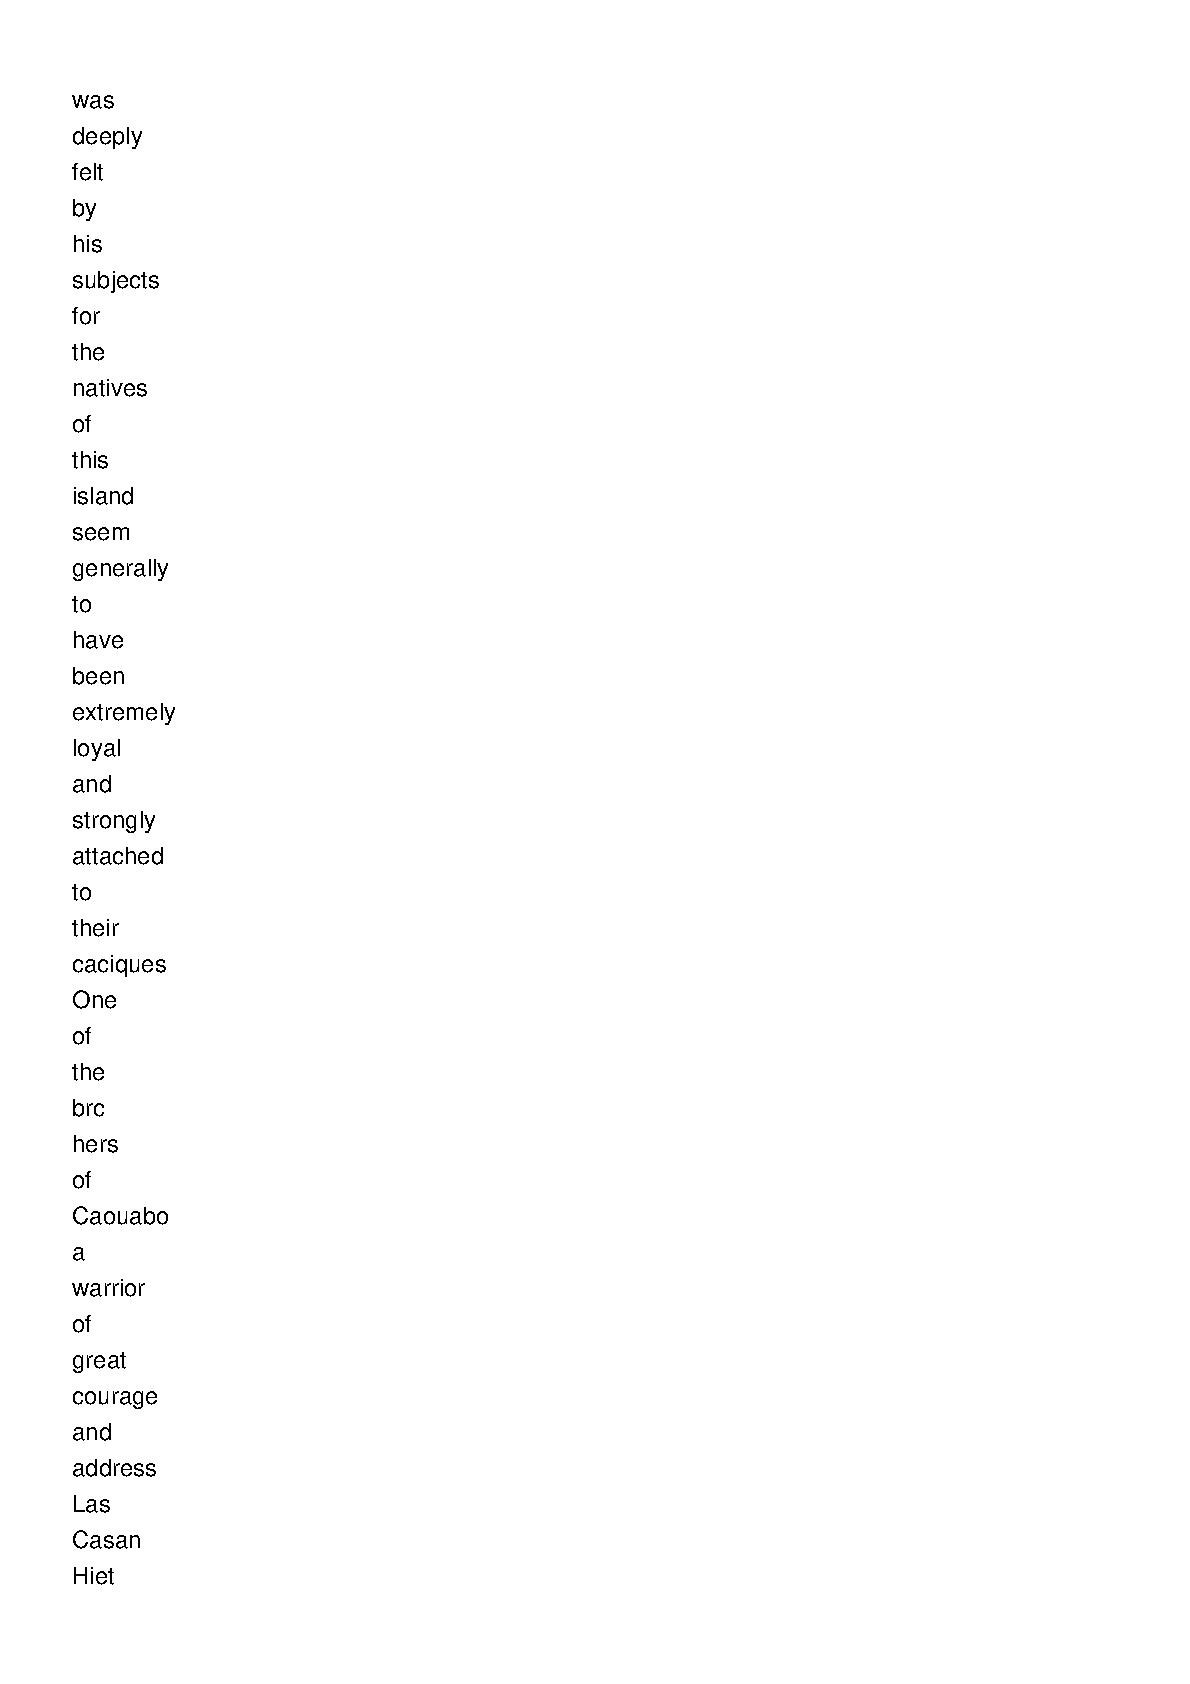 was
deeply
felt
by
his
subjects
for
the
natives
of
this
island
seem
generally
to
have
been
extremely
loyal
and
strongly
attached
to
their
caciques
One
of
the
brc
hers
of
Caouabo
a
warrior
of
great
courage
and
address
Las
Casan
Hiet